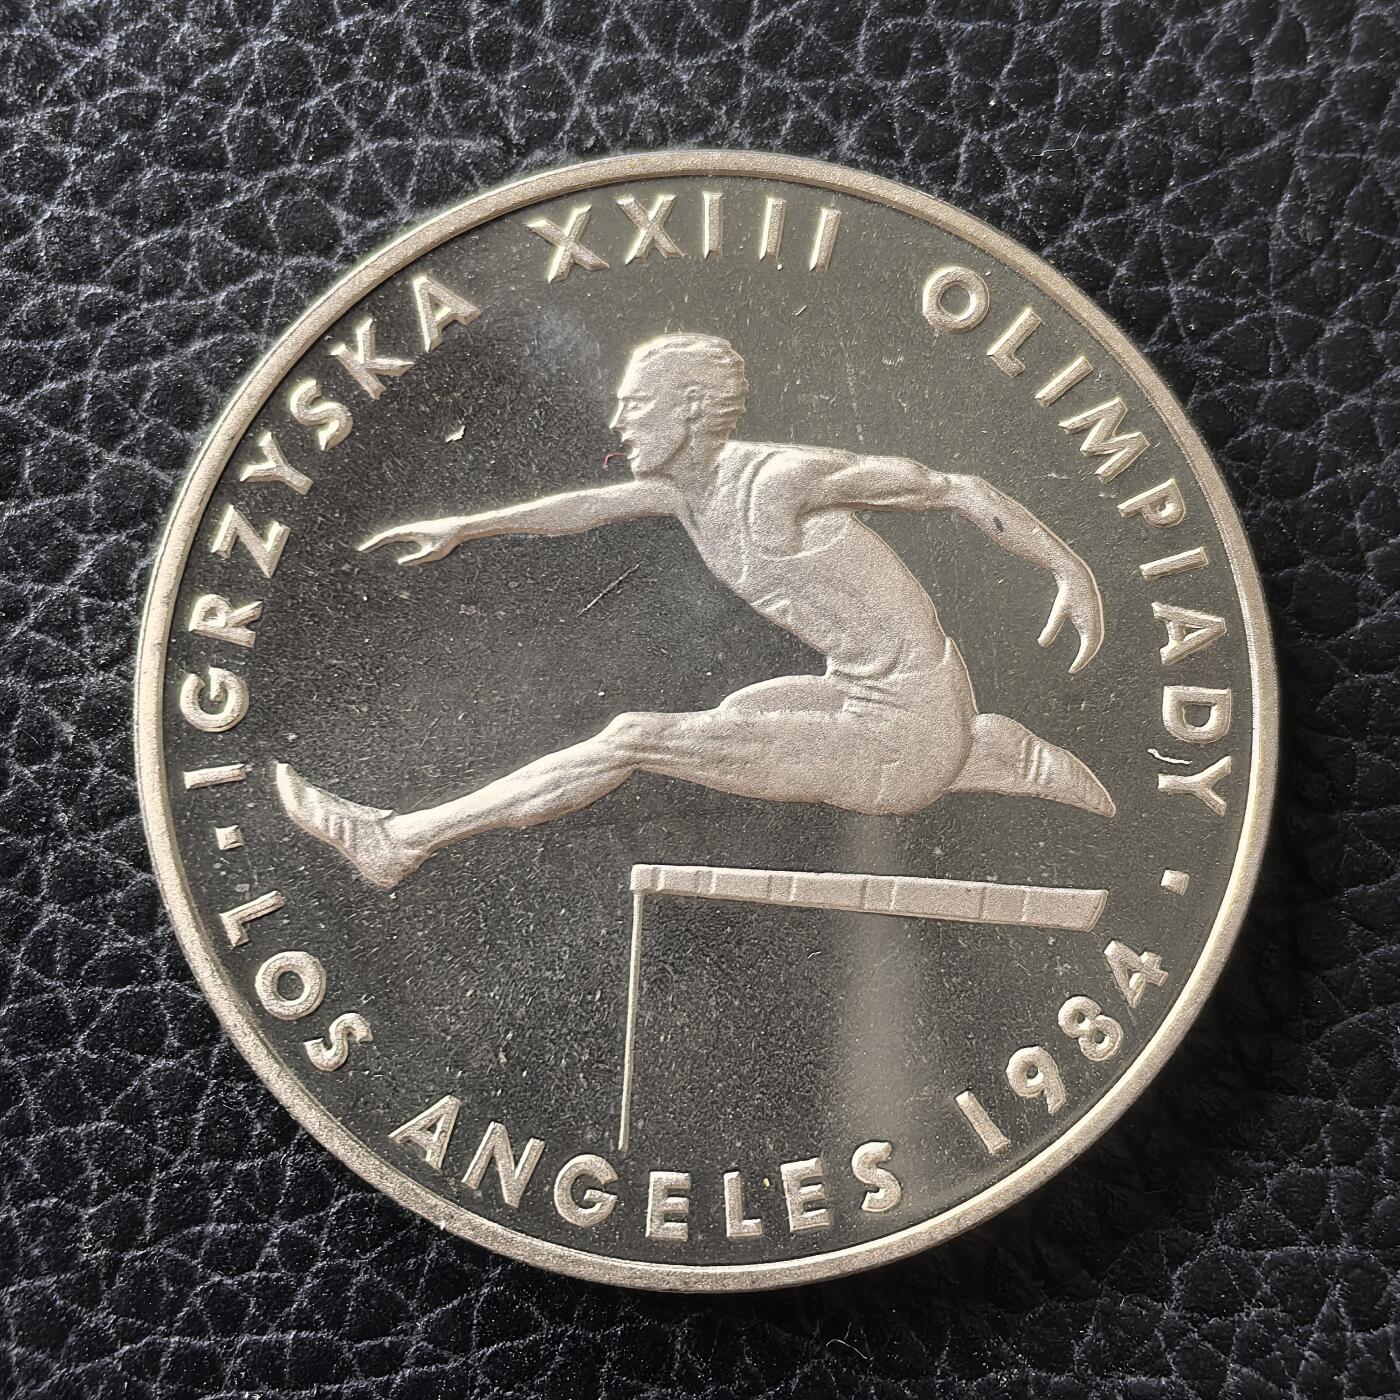 IGRZYSKA XXIII OLIMPIADY
LOS ANGELES 1984